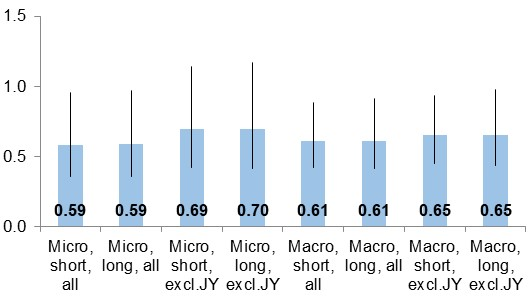 1.5
1.0
0.5
0.0
0.59 0.59 0.69 0.70 0.61 0.61 0.65 0.65
Micro, short, all
Micro, long, all
Micro, short, excl.JY
Micro, long, excl.JY
Macro, short, all
Macro, long, all
Macro, short, excl.JY
Macro, long, excl.JY